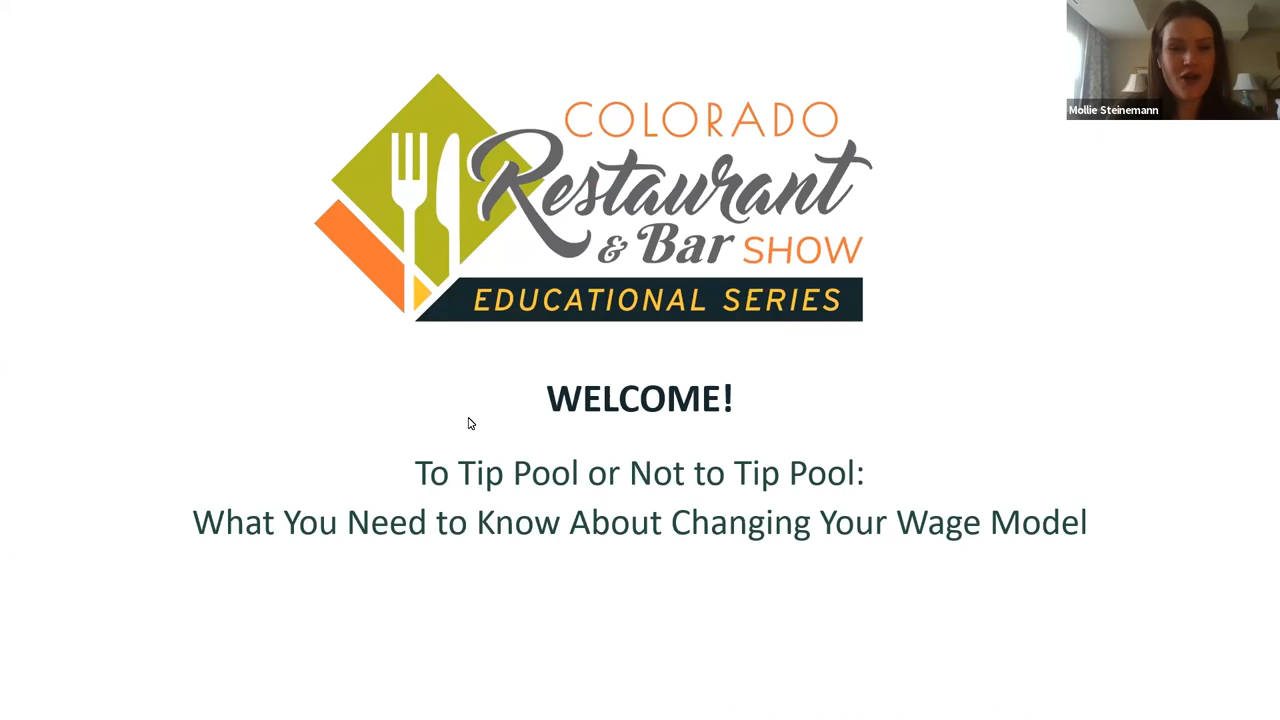 COLORADO
Restaurant
& Bar SHOW
EDUCATIONAL SERIES
WELCOME!
To Tip Pool or Not to Tip Pool:
What You Need to Know About Changing Your Wage Model
Mollie Steinemann